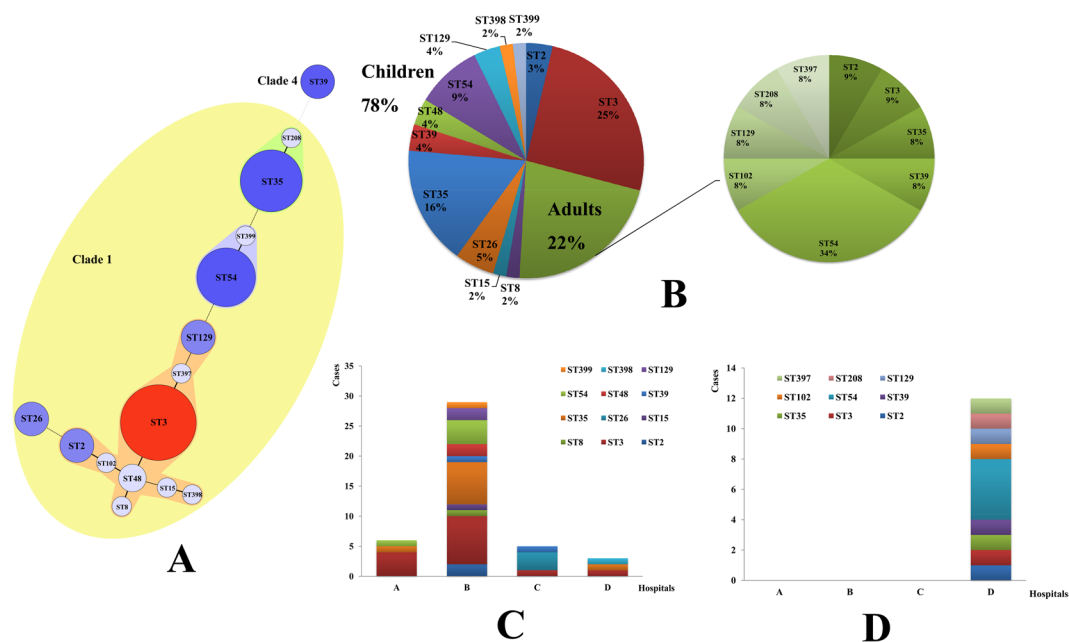 Clade 4
ST39
ST208
ST35
ST399
Clade 1
ST54
ST129
ST397
ST3
ST26
ST2
ST102
ST48
ST15
ST398
ST8
A
Children
78%
ST398
2%
ST399
2%
ST129
4%
ST2
3%
ST54
9%
ST3
25%
ST48
4%
ST39
4%
ST35
16%
Adults
22%
ST26
5%
ST15
2%
ST8
2%
ST397
8%
ST2
9%
ST208
8%
ST3
9%
ST129
8%
ST35
8%
ST102
8%
ST39
8%
ST54
34%
B
Cases
35
30
25
20
15
10
5
0
ST399 ST398 ST129
ST54 ST48 ST39
ST35 ST26 ST15
ST8 ST3 ST2
A B C D Hospitals
C
Cases
14
12
10
8
6
4
2
0
ST397 ST208 ST129
ST102 ST54 ST39
ST35 ST3 ST2
A B C D Hospitals
D